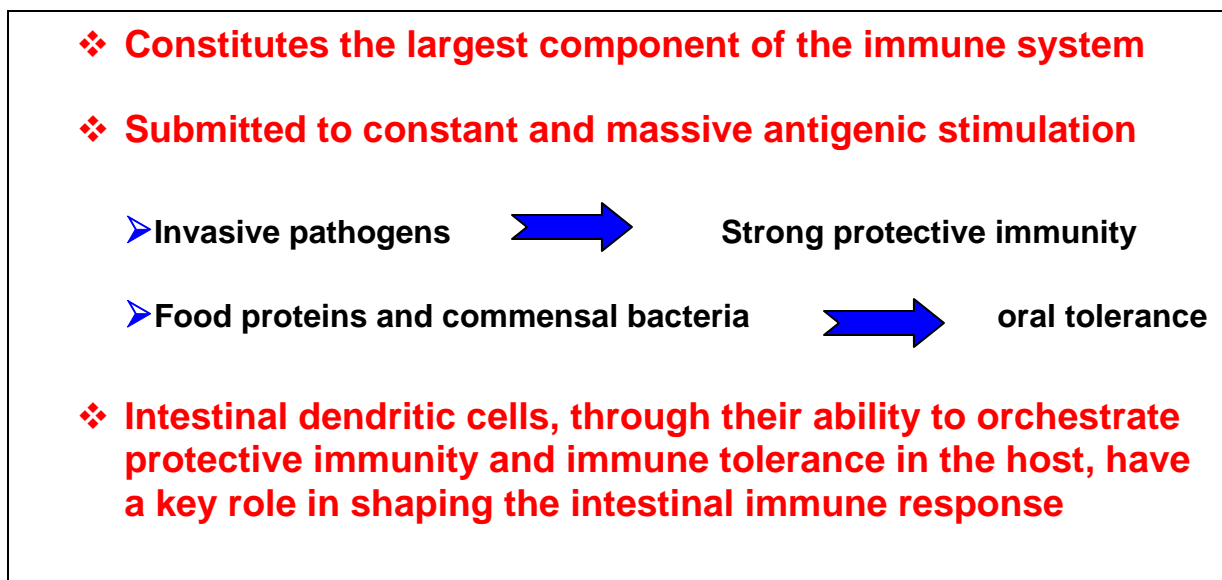 ❖ Constitutes the largest component of the immune system
❖ Submitted to constant and massive antigenic stimulation
➢Invasive pathogens Strong protective immunity
➢Food proteins and commensal bacteria oral tolerance
❖ Intestinal dendritic cells, through their ability to orchestrate
protective immunity and immune tolerance in the host, have
a key role in shaping the intestinal immune response